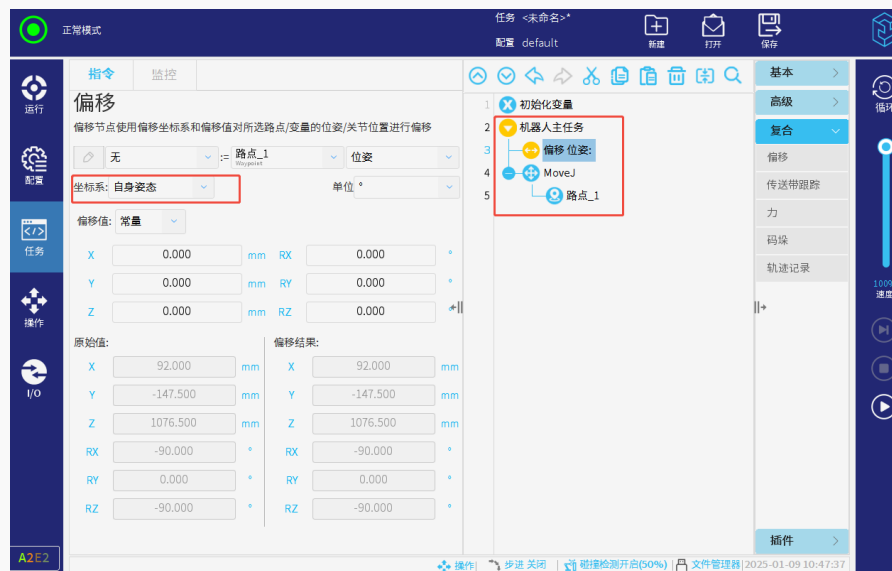 正常模式
任务 <未命名>*
配置 default
新建
打开
保存
运行
配置
任务
操作
I/O
A2E2
指令
监控
偏移
偏移节点使用偏移坐标系和偏移值对所选路点/变量的位姿/关节位置进行偏移
无 := 路点_1 位姿
Waypoint
坐标系: 自身姿态 单位 °
偏移值: 常量
X 0.000 mm RX 0.000 °
Y 0.000 mm RY 0.000 °
Z 0.000 mm RZ 0.000 °
原始值: 偏移结果:
X 92.000 mm X 92.000 mm
Y -147.500 mm Y -147.500 mm
Z 1076.500 mm Z 1076.500 mm
RX -90.000 ° RX -90.000 °
RY 0.000 ° RY 0.000 °
RZ -90.000 ° RZ -90.000 °
1 初始化变量
2 机器人主任务
3 偏移 位姿:
4 MoveJ
5 路点_1
基本
高级
复合
偏移
传送带跟踪
力
码垛
轨迹记录
插件
循环
100%
速度
操作 | 步进 关闭 | 碰撞检测开启(50%) | 文件管理器 | 2025-01-09 10:47:37